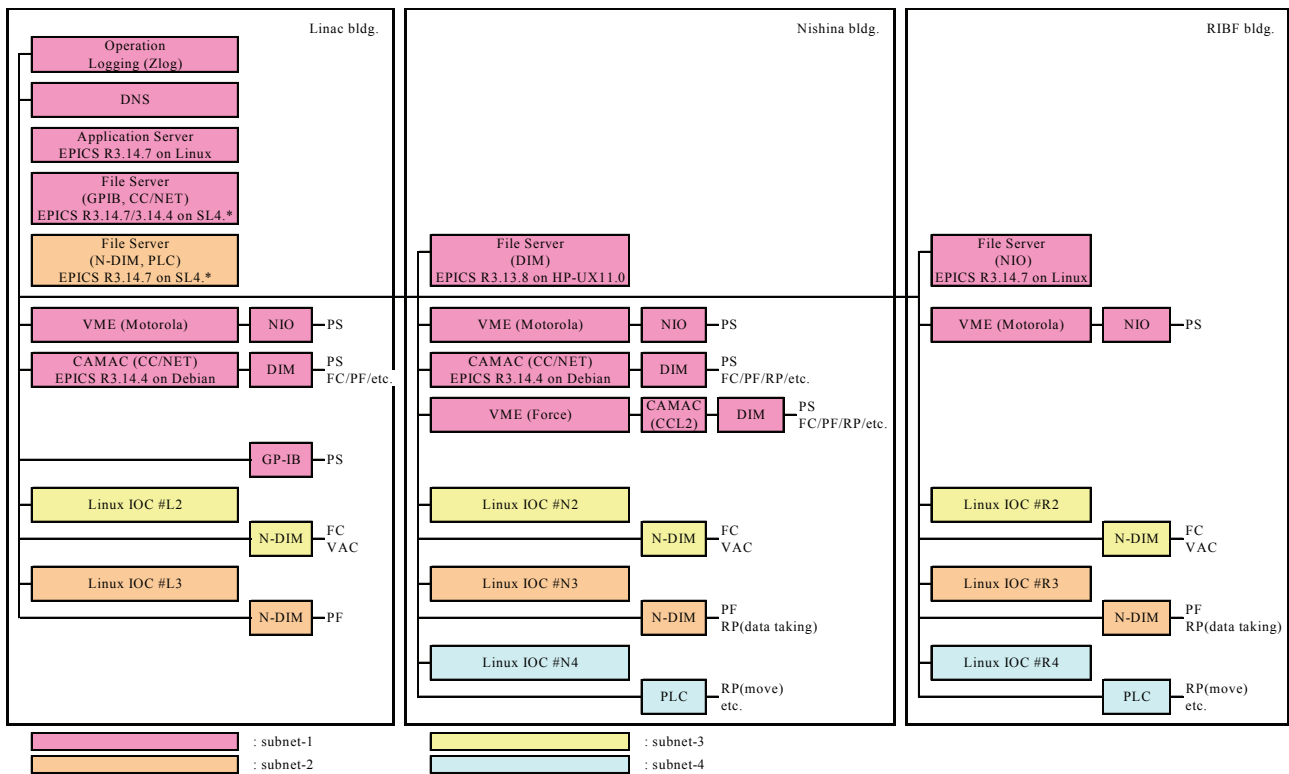 Linac bldg.
Operation
Logging (Zlog)
DNS
Application Server
EPICS R3.14.7 on Linux
File Server
(GPIB, CC/NET)
EPICS R3.14.7/3.14.4 on SL4.*
File Server
(N-DIM, PLC)
EPICS R3.14.7 on SL4.*
VME (Motorola)
NIO
PS
CAMAC (CC/NET)
EPICS R3.14.4 on Debian
DIM
PS
FC/PF/etc.
GP-IB
PS
Linux IOC #L2
N-DIM
FC
VAC
Linux IOC #L3
N-DIM
PF
Nishina bldg.
File Server
(DIM)
EPICS R3.13.8 on HP-UX11.0
VME (Motorola)
NIO
PS
CAMAC (CC/NET)
EPICS R3.14.4 on Debian
DIM
PS
FC/PF/RP/etc.
VME (Force)
CAMAC
(CCL2)
DIM
PS
FC/PF/RP/etc.
Linux IOC #N2
N-DIM
FC
VAC
Linux IOC #N3
N-DIM
PF
RP(data taking)
Linux IOC #N4
PLC
RP(move)
etc.
RIBF bldg.
File Server
(NIO)
EPICS R3.14.7 on Linux
VME (Motorola)
NIO
PS
Linux IOC #R2
N-DIM
FC
VAC
Linux IOC #R3
N-DIM
PF
RP(data taking)
Linux IOC #R4
PLC
RP(move)
etc.
: subnet-1
: subnet-2
: subnet-3
: subnet-4